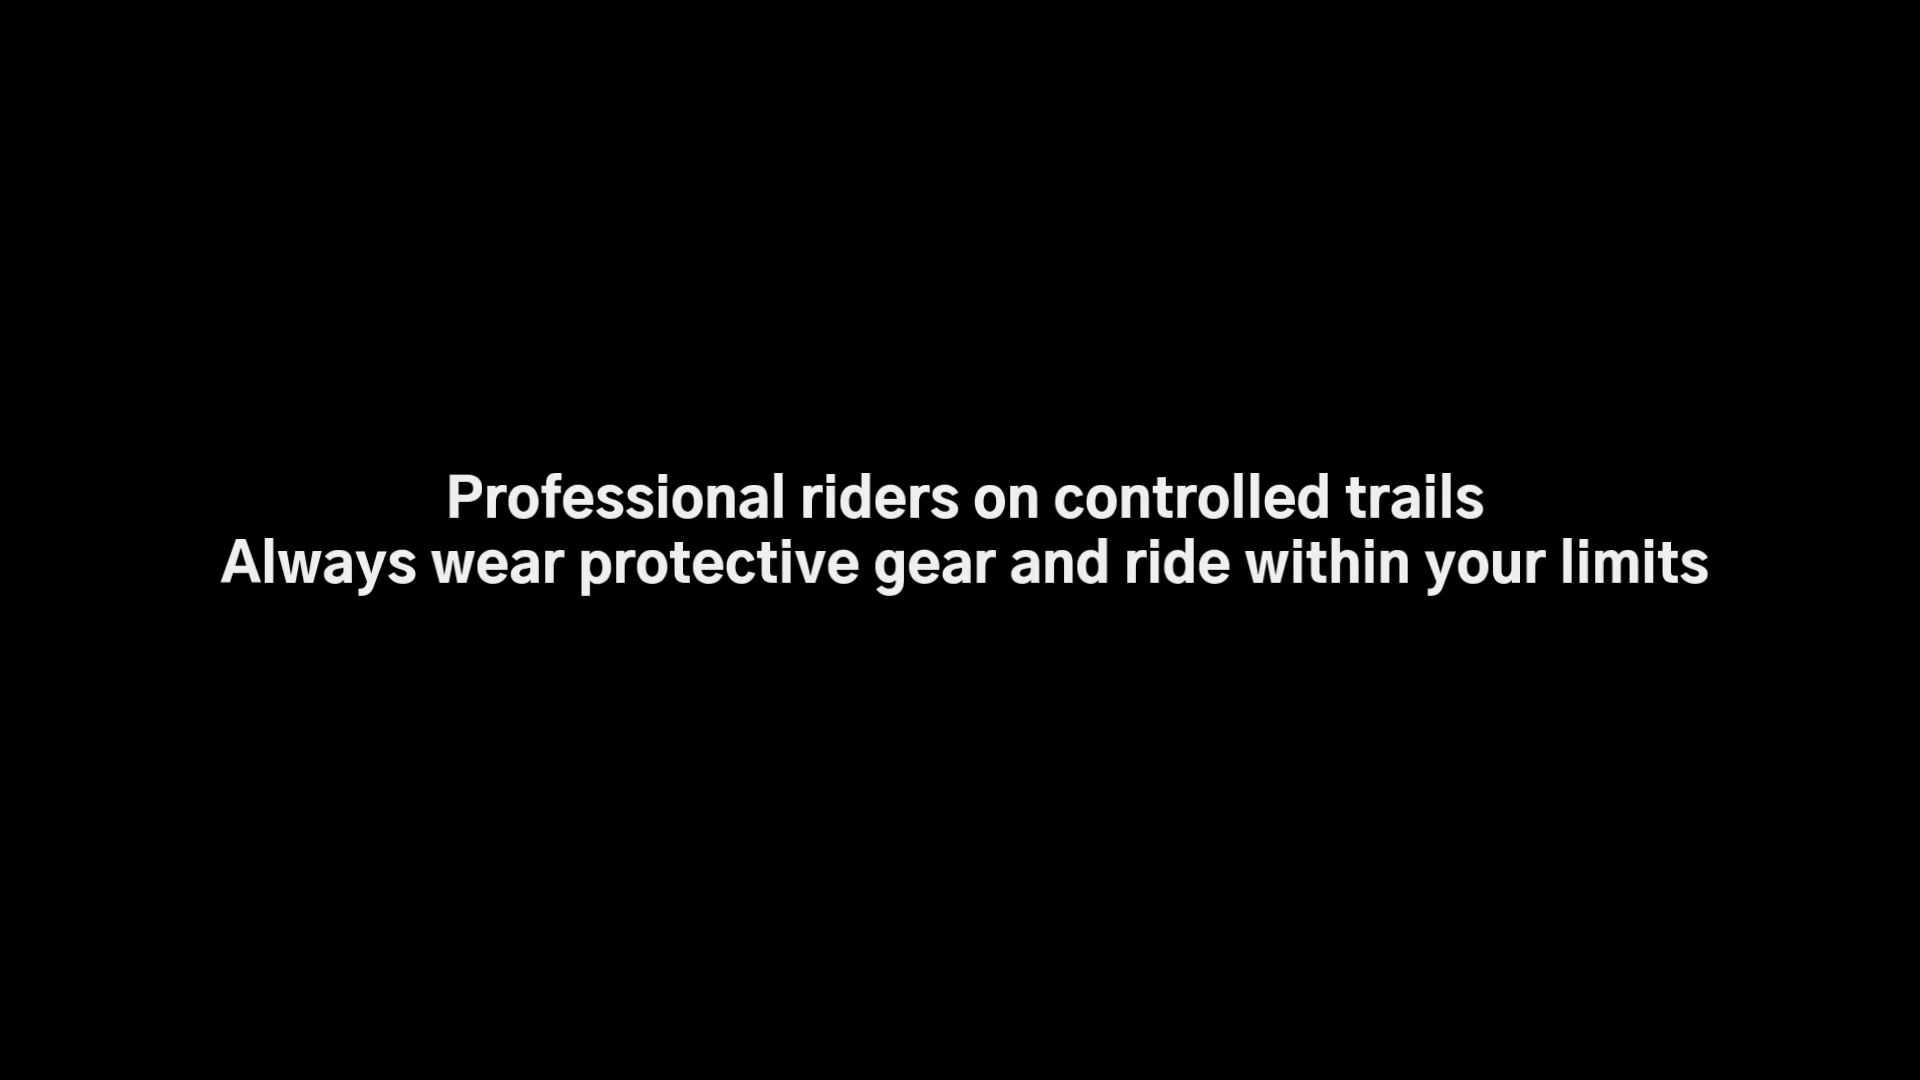 Professional riders on controlled trails
Always wear protective gear and ride within your limits